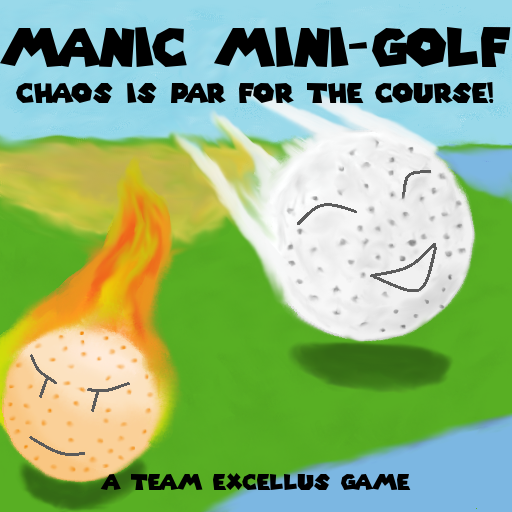 MANIC MINI-GOLF
CHAOS IS PAR FOR THE COURSE!
A TEAM EXCELLUS GAME